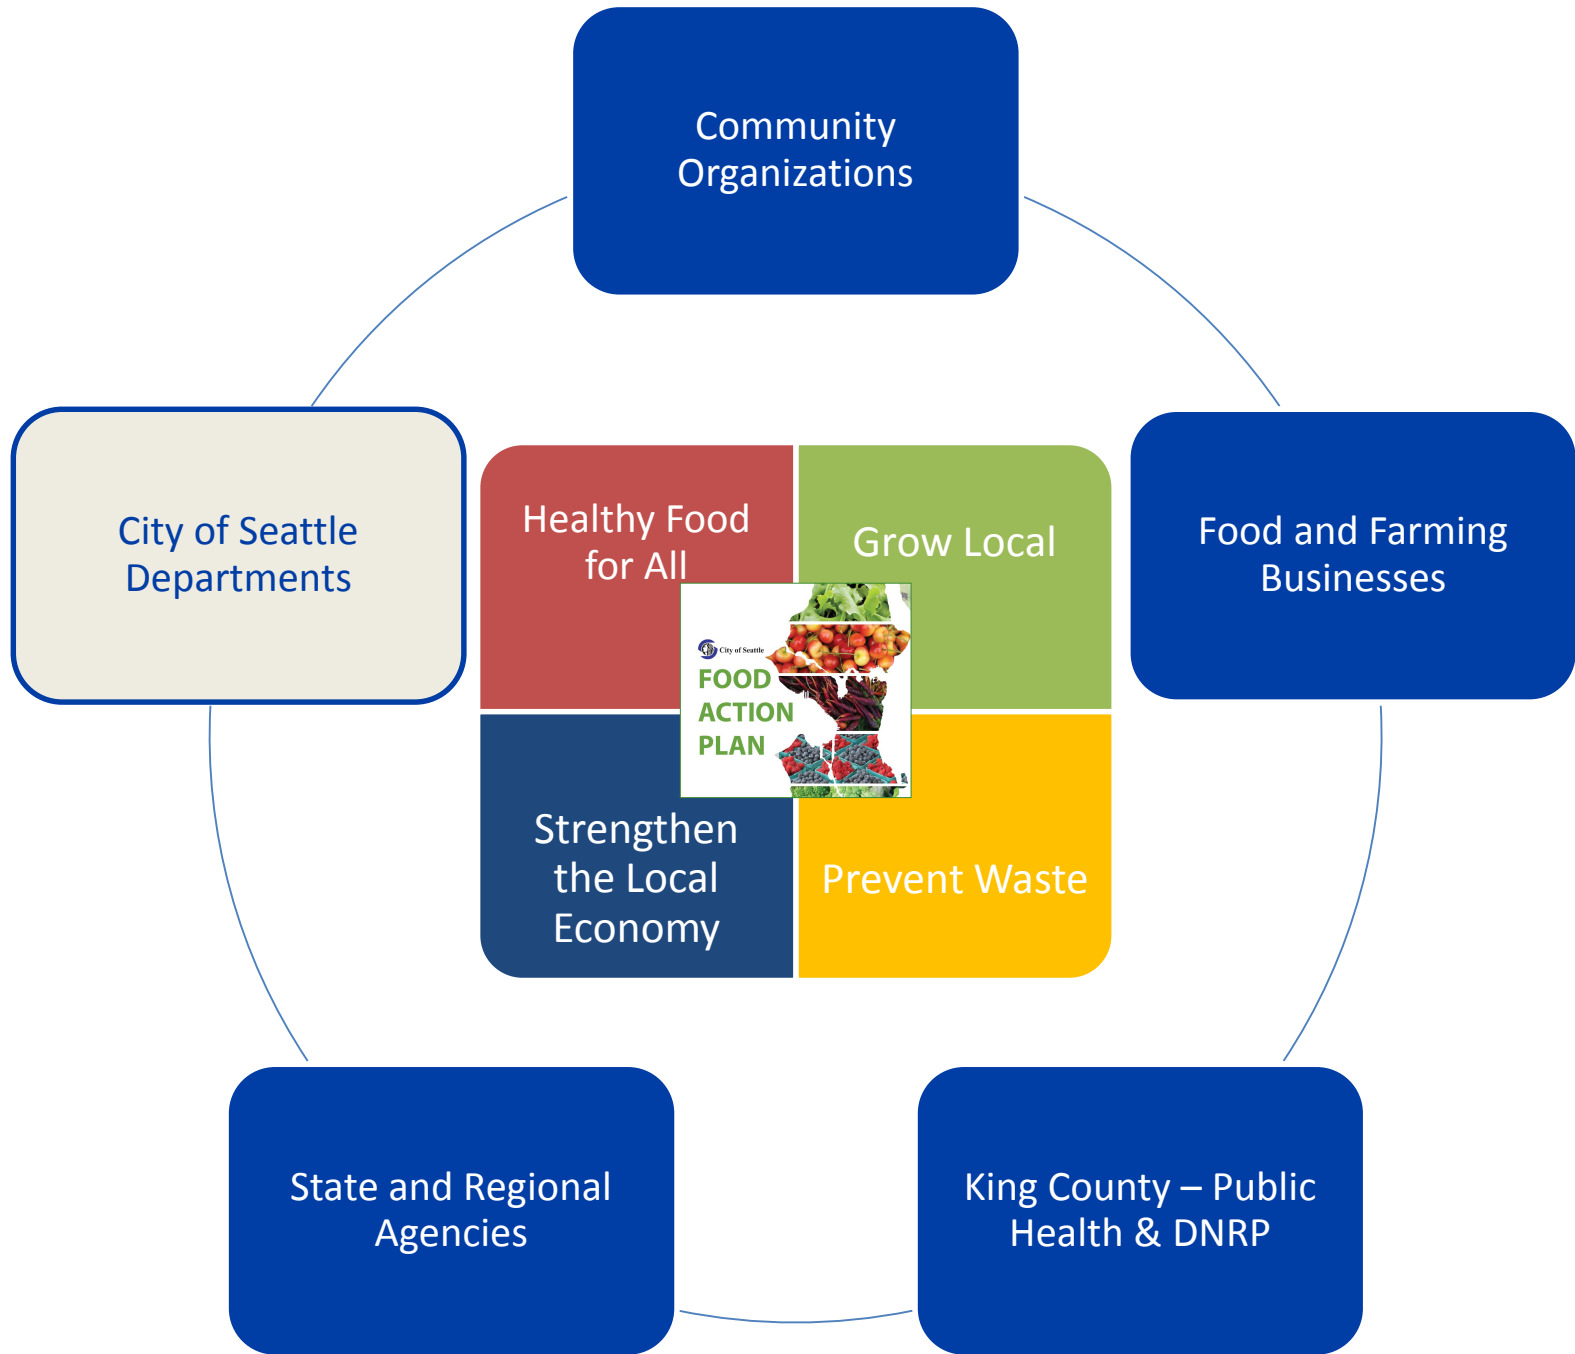 Community
Organizations
City of Seattle
Departments
Healthy Food
for All
Grow Local
Food and Farming
Businesses
City of Seattle
FOOD
ACTION
PLAN
Strengthen
the Local
Economy
Prevent Waste
State and Regional
Agencies
King County – Public
Health & DNRP